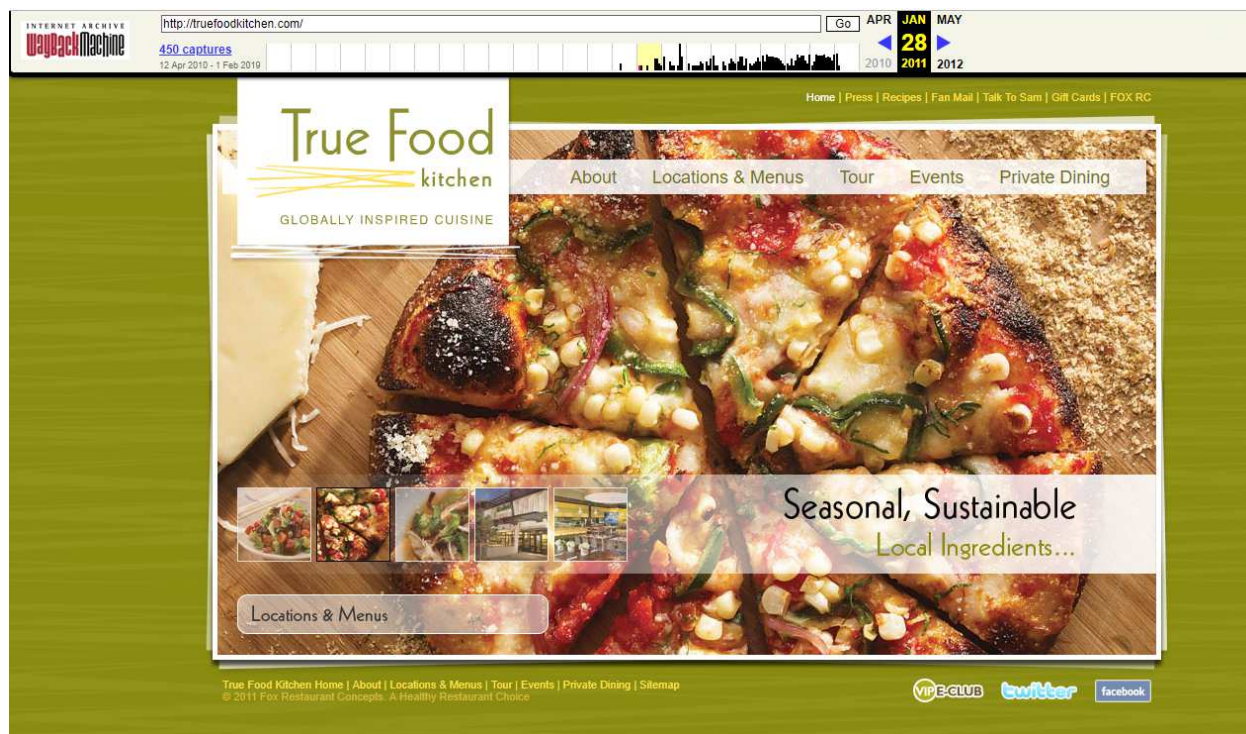 INTERNET ARCHIVE
WayBackMachine
http://truefoodkitchen.com/
Go
APR JAN MAY
450 captures
28
12 Apr 2010 - 1 Feb 2019
2010 2011 2012
Home | Press | Recipes | Fan Mail | Talk To Sam | Gift Cards | FOX RC
True Food
kitchen
GLOBALLY INSPIRED CUISINE
About Locations & Menus Tour Events Private Dining
Seasonal, Sustainable
Local Ingredients...
Locations & Menus
True Food Kitchen Home | About | Locations & Menus | Tour | Events | Private Dining | Sitemap
© 2011 Fox Restaurant Concepts. A Healthy Restaurant Choice
VIP E-CLUB
twitter
facebook